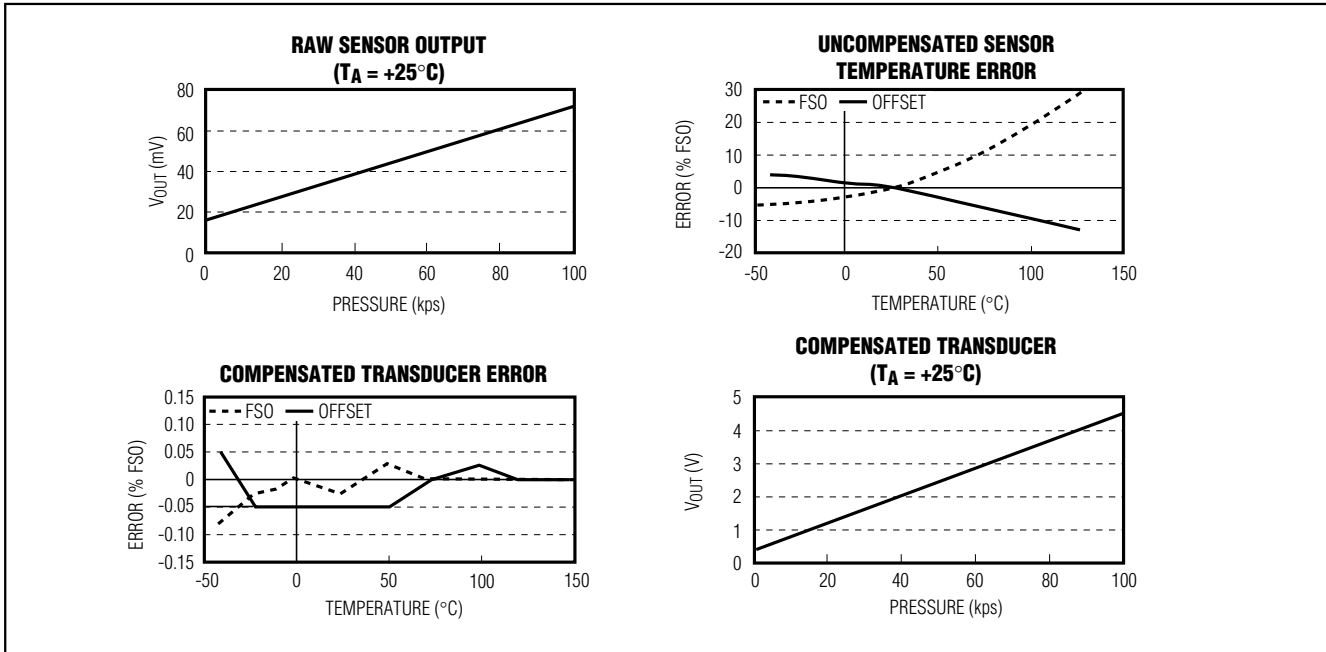 RAW SENSOR OUTPUT
(TA = +25°C)
80
60
40
20
0
VOUT (mV)
0 20 40 60 80 100
PRESSURE (kps)
UNCOMPENSATED SENSOR
TEMPERATURE ERROR
30
20
10
0
-10
-20
FSO OFFSET
ERROR (% FSO)
-50 0 50 100 150
TEMPERATURE (°C)
COMPENSATED TRANSDUCER ERROR
0.15
0.10
0.05
0
-0.05
-0.10
-0.15
FSO OFFSET
ERROR (% FSO)
-50 0 50 100 150
TEMPERATURE (°C)
COMPENSATED TRANSDUCER
(TA = +25°C)
5
4
3
2
1
0
VOUT (V)
0 20 40 60 80 100
PRESSURE (kps)